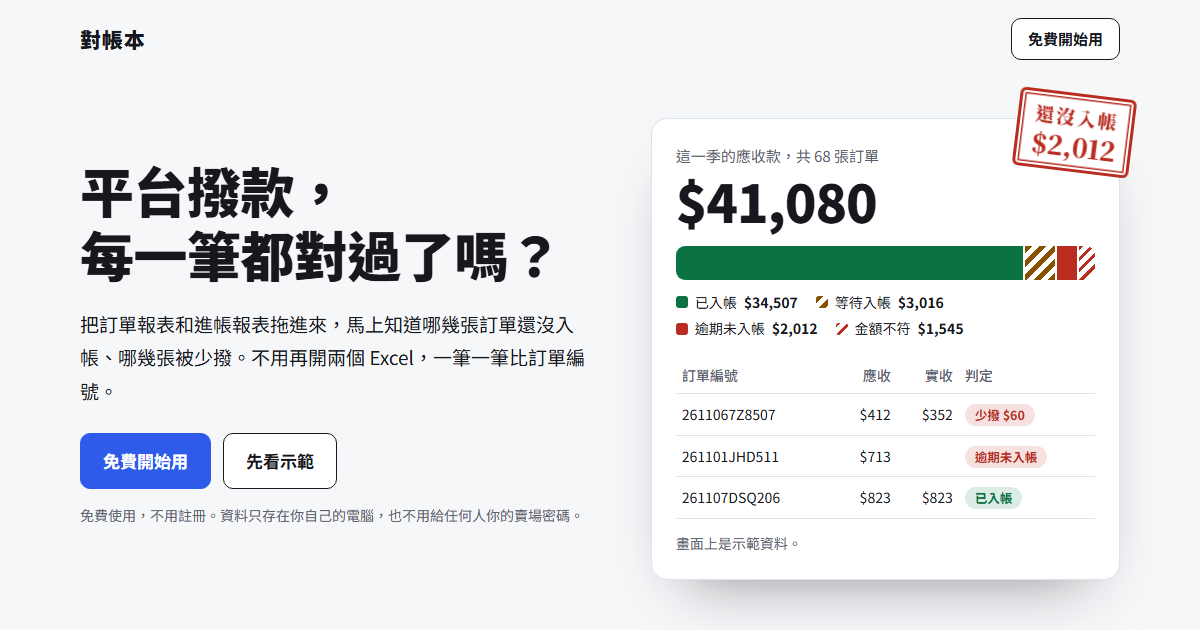 對帳本
免費開始用
平台撥款，
每一筆都對過了嗎？
把訂單報表和進帳報表拖進來，馬上知道哪幾張訂單還沒入
帳、哪幾張被少撥。不用再開兩個 Excel，一筆一筆比訂單編
號。
免費開始用
先看示範
免費使用，不用註冊。資料只存在你自己的電腦，也不用給任何人你的賣場密碼。
還沒入帳
$2,012
這一季的應收款，共 68 張訂單
$41,080
已入帳 $34,507 等待入帳 $3,016
逾期未入帳 $2,012 金額不符 $1,545
訂單編號 應收 實收 判定
2611067Z8507 $412 $352 少撥 $60
261101JHD511 $713 逾期未入帳
261107DSQ206 $823 $823 已入帳
畫面上是示範資料。